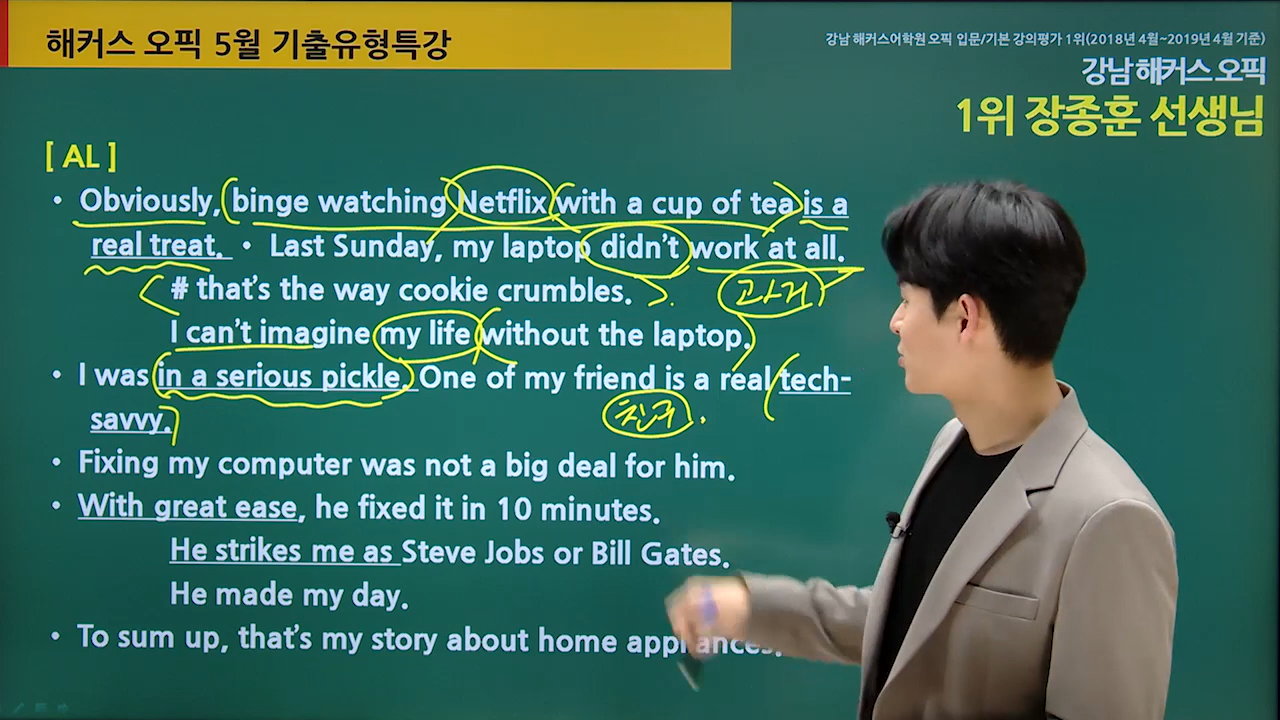 해커스 오픽 5월 기출유형특강
강남 해커스어학원 오픽 입문/기본 강의평가 1위(2018년 4월~2019년 4월 기준)
강남 해커스 오픽
1위 장종훈 선생님
[ AL ]
• Obviously, binge watching Netflix with a cup of tea is a
real treat. • Last Sunday, my laptop didn't work at all.
# that's the way cookie crumbles. 과거
I can't imagine my life without the laptop.
• I was in a serious pickle. One of my friend is a real tech-
savvy. 친구.
• Fixing my computer was not a big deal for him.
• With great ease, he fixed it in 10 minutes.
He strikes me as Steve Jobs or Bill Gates.
He made my day.
• To sum up, that's my story about home appliances.